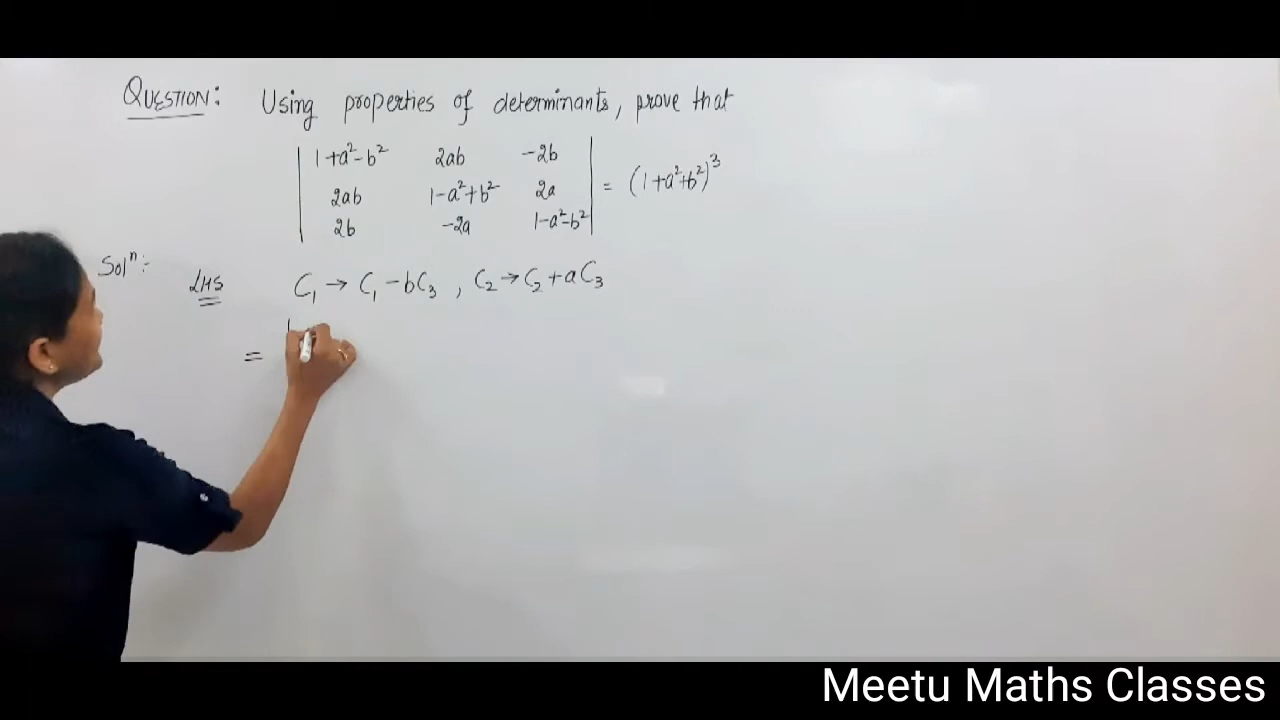 QUESTION: Using properties of determinants, prove that
| 1+a²-b² 2ab -2b |
| 2ab 1-a²+b² 2a | = (1+a²+b²)³
| 2b -2a 1-a²-b² |
Solⁿ:-
LHS C₁ → C₁ - bC₃ , C₂ → C₂ + aC₃
= |
Meetu Maths Classes